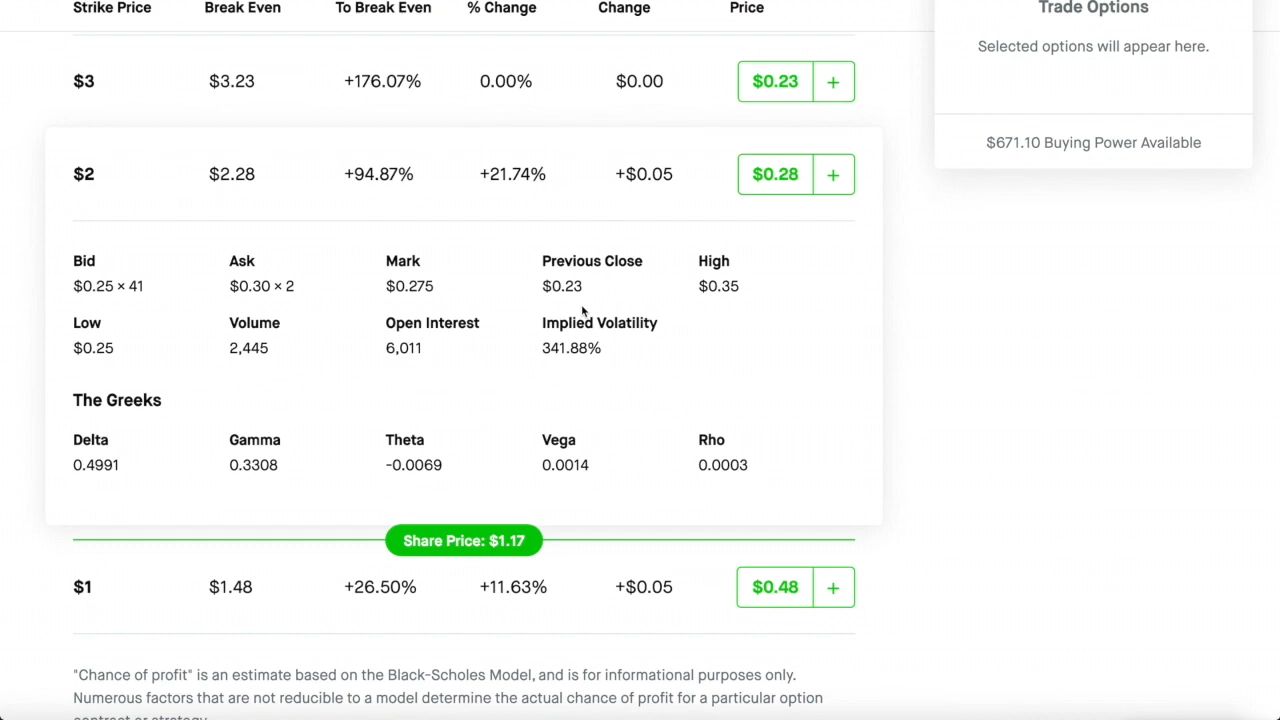 Strike Price Break Even To Break Even % Change Change Price
Trade Options
Selected options will appear here.
$3 $3.23 +176.07% 0.00% $0.00 $0.23 +
$671.10 Buying Power Available
$2 $2.28 +94.87% +21.74% +$0.05 $0.28 +
Bid Ask Mark Previous Close High
$0.25 × 41 $0.30 × 2 $0.275 $0.23 $0.35
Low Volume Open Interest Implied Volatility
$0.25 2,445 6,011 341.88%
The Greeks
Delta Gamma Theta Vega Rho
0.4991 0.3308 -0.0069 0.0014 0.0003
Share Price: $1.17
$1 $1.48 +26.50% +11.63% +$0.05 $0.48 +
"Chance of profit" is an estimate based on the Black-Scholes Model, and is for informational purposes only.
Numerous factors that are not reducible to a model determine the actual chance of profit for a particular option
contract or strategy.